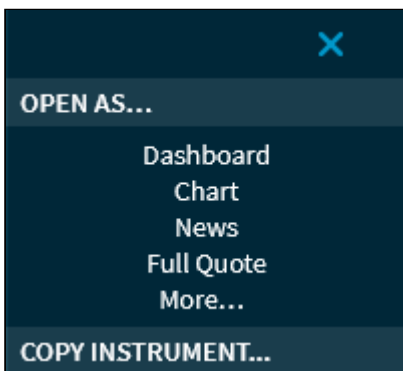 OPEN AS...
Dashboard
Chart
News
Full Quote
More...
COPY INSTRUMENT...